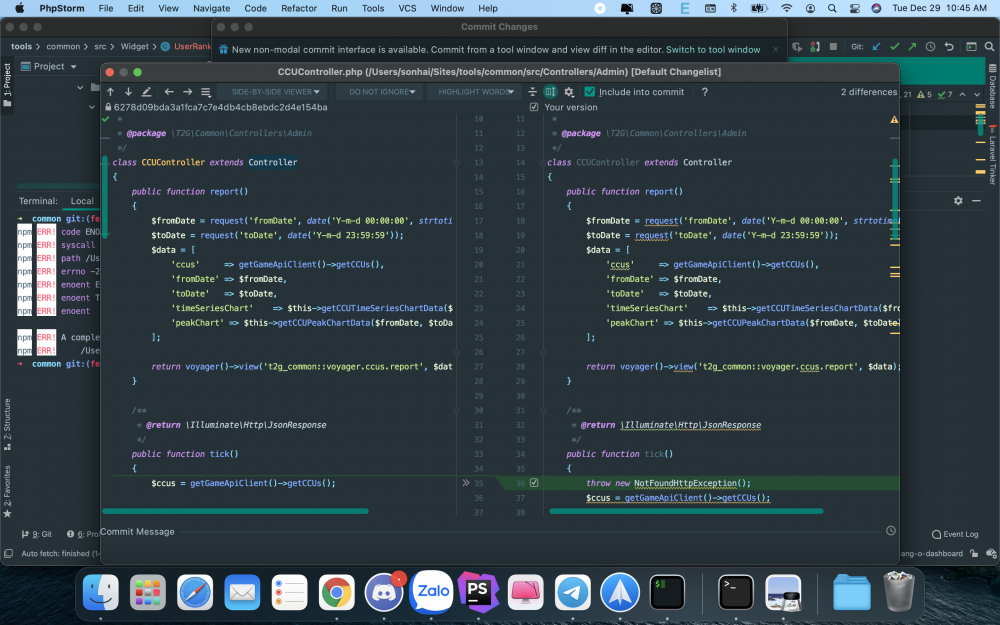 PhpStorm File Edit View Navigate Code Refactor Run Tools VCS Window Help Tue Dec 29 10:45 AM
Commit Changes
tools common src Widget UserRank Git:
New non-modal commit interface is available. Commit from a tool window and view diff in the editor. Switch to tool window
Project
CCUController.php (/Users/sonhai/Sites/tools/common/src/Controllers/Admin) [Default Changelist]
SIDE-BY-SIDE VIEWER DO NOT IGNORE HIGHLIGHT WORDS Include into commit ? 2 differences
21 5 7
6278d09bda3a1fca7c7e4db4cb8ebdc2d4e154ba
Your version
* 10 11 *
* @package \T2G\Common\Controllers\Admin 11 12 * @package \T2G\Common\Controllers\Admin
*/ 12 13 */
class CCUController extends Controller 13 14 class CCUController extends Controller
{ 14 15 {
public function report() 15 16 public function report()
{ 16 17 {
$fromDate = request('fromDate', date('Y-m-d 00:00:00', strtoti 17 18 $fromDate = request('fromDate', date('Y-m-d 00:00:00', strtotim
$toDate = request('toDate', date('Y-m-d 23:59:59')); 18 19 $toDate = request('toDate', date('Y-m-d 23:59:59'));
$data = [ 19 20 $data = [
'ccus' => getGameApiClient()->getCCUs(), 20 21 'ccus' => getGameApiClient()->getCCUs(),
'fromDate' => $fromDate, 21 22 'fromDate' => $fromDate,
'toDate' => $toDate, 22 23 'toDate' => $toDate,
'timeSeriesChart' => $this->getCCUTimeSeriesChartData($ 23 24 'timeSeriesChart' => $this->getCCUTimeSeriesChartData($fro
'peakChart' => $this->getCCUPeakChartData($fromDate, $toDa 24 25 'peakChart' => $this->getCCUPeakChartData($fromDate, $toDate
]; 25 26 ];
26 27
return voyager()->view('t2g_common::voyager.ccus.report', $dat 27 28 return voyager()->view('t2g_common::voyager.ccus.report', $data);
} 28 29 }
29 30
/** 30 31 /**
* @return \Illuminate\Http\JsonResponse 31 32 * @return \Illuminate\Http\JsonResponse
*/ 32 33 */
public function tick() 33 34 public function tick()
{ 34 35 {
$ccus = getGameApiClient()->getCCUs(); 35 36 throw new NotFoundHttpException();
36 37 $ccus = getGameApiClient()->getCCUs();
37 38
Commit Message
1: Project
Z: Structure
2: Favorites
Database
Laravel Tinker
Terminal: Local
common git:(fe
npm ERR! code ENO
npm ERR! syscall
npm ERR! path /Us
npm ERR! errno -2
npm ERR! enoent E
npm ERR! enoent T
npm ERR! enoent
npm ERR! A comple
npm ERR! /Use
common git:(fe
9: Git 6: Pro Event Log
Auto fetch: finished (1 ang-o-dashboard
Zalo
PS